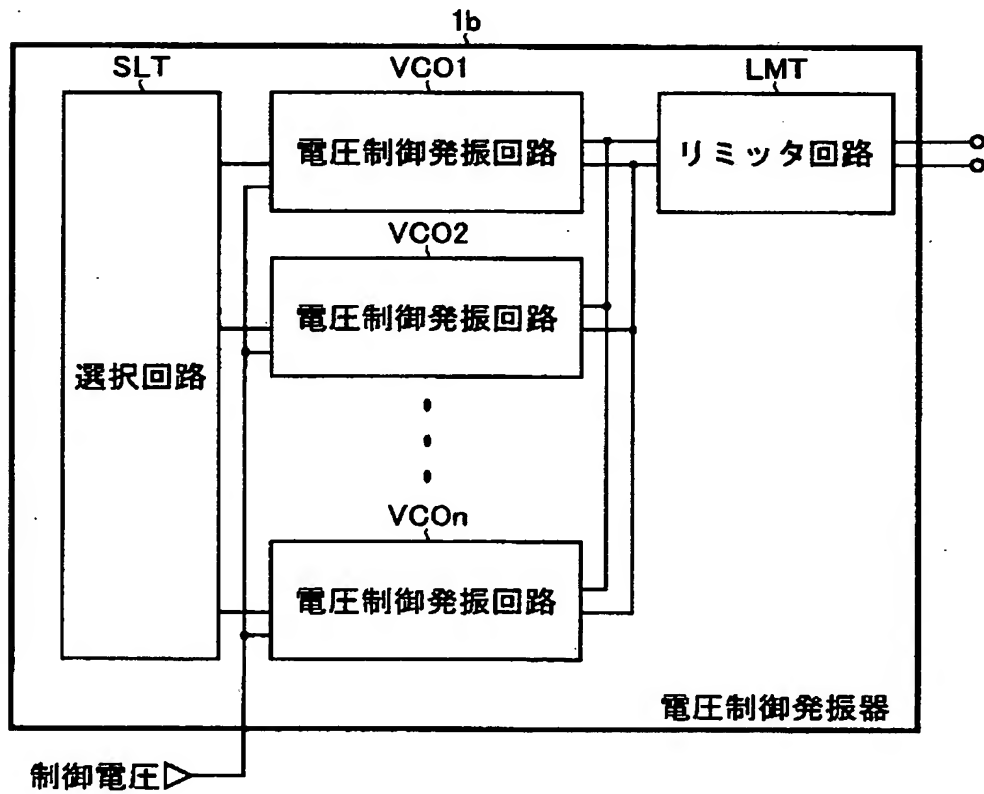 1b
SLT
VCO1
LMT
電圧制御発振回路
リミッタ回路
VCO2
電圧制御発振回路
選択回路
VCOn
電圧制御発振回路
電圧制御発振器
制御電圧